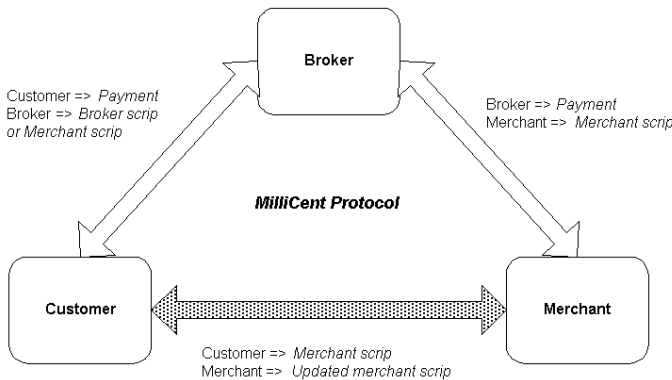 Broker
Customer => Payment
Broker => Broker scrip
or Merchant scrip
Broker => Payment
Merchant => Merchant scrip
MilliCent Protocol
Customer
Merchant
Customer => Merchant scrip
Merchant => Updated merchant scrip